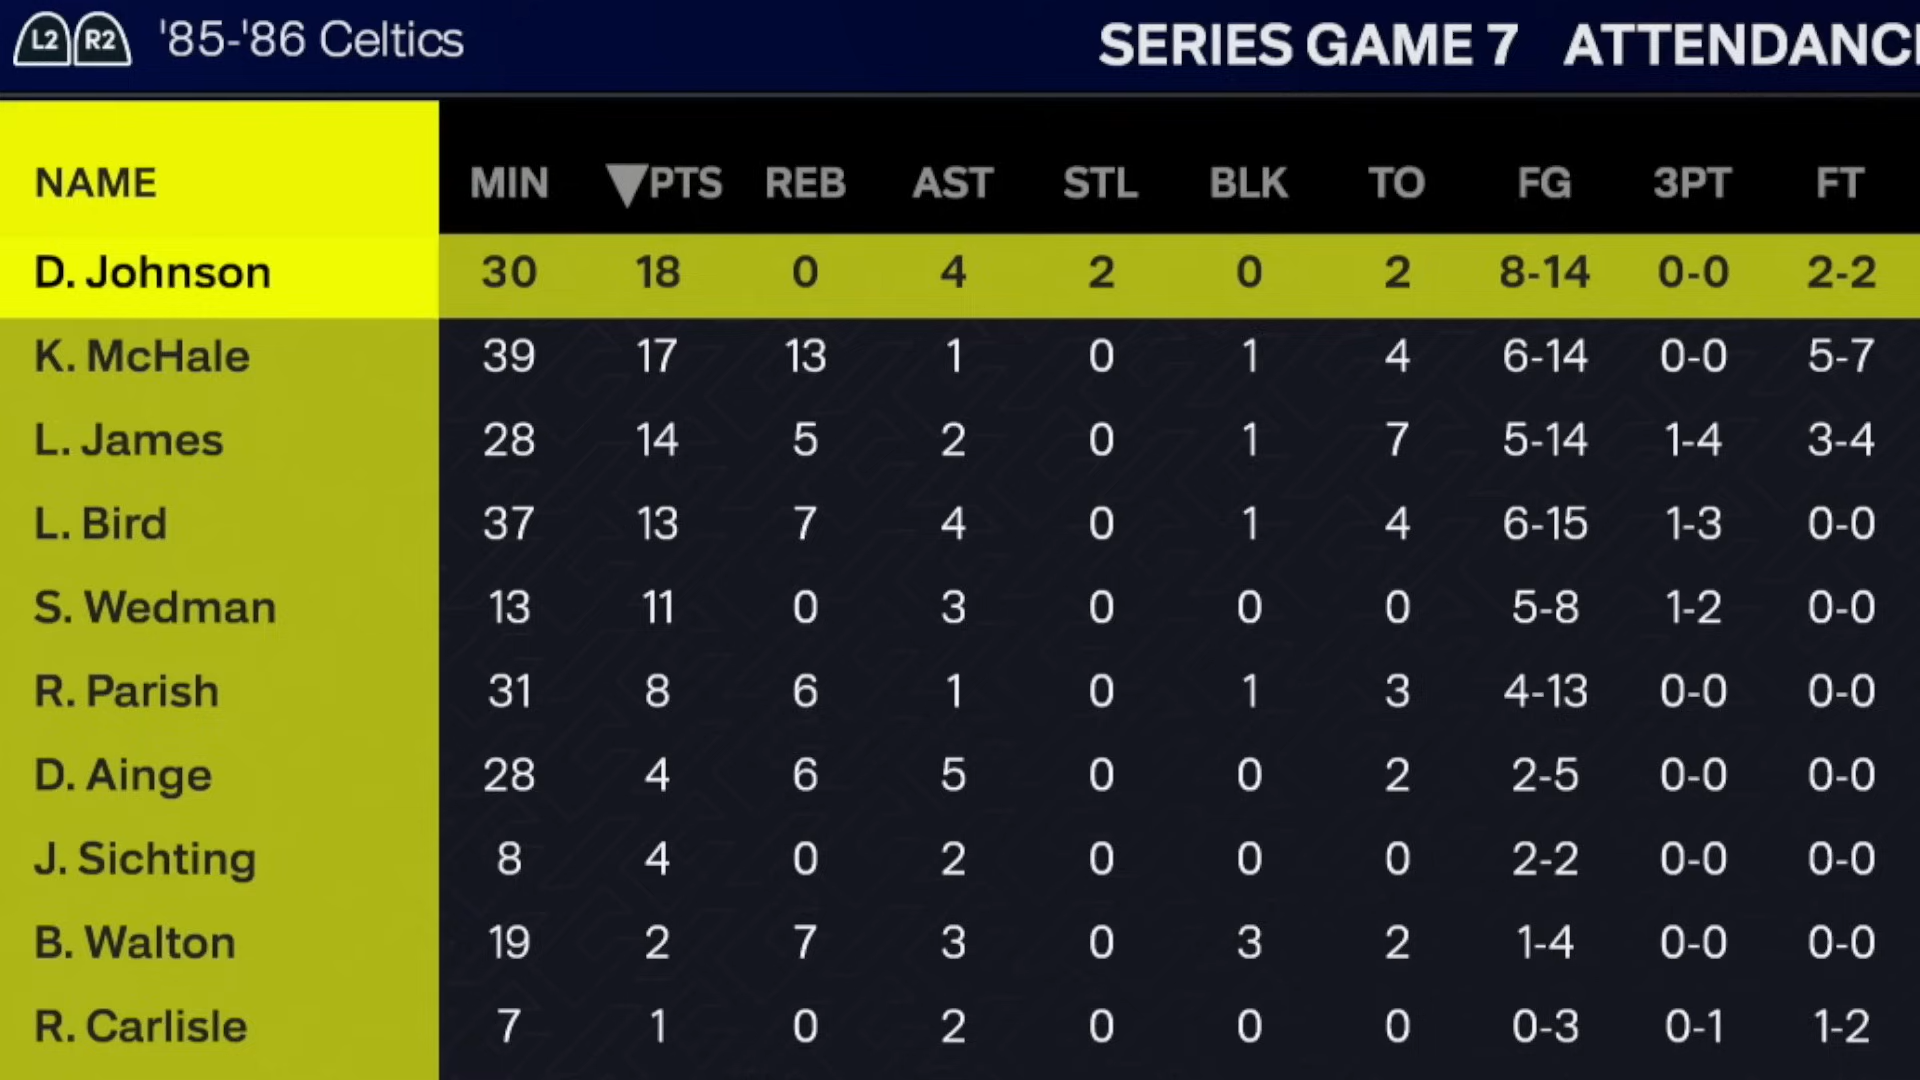 L2 R2 '85-'86 Celtics SERIES GAME 7 ATTENDANC
NAME MIN ▼PTS REB AST STL BLK TO FG 3PT FT
D. Johnson 30 18 0 4 2 0 2 8-14 0-0 2-2
K. McHale 39 17 13 1 0 1 4 6-14 0-0 5-7
L. James 28 14 5 2 0 1 7 5-14 1-4 3-4
L. Bird 37 13 7 4 0 1 4 6-15 1-3 0-0
S. Wedman 13 11 0 3 0 0 0 5-8 1-2 0-0
R. Parish 31 8 6 1 0 1 3 4-13 0-0 0-0
D. Ainge 28 4 6 5 0 0 2 2-5 0-0 0-0
J. Sichting 8 4 0 2 0 0 0 2-2 0-0 0-0
B. Walton 19 2 7 3 0 3 2 1-4 0-0 0-0
R. Carlisle 7 1 0 2 0 0 0 0-3 0-1 1-2